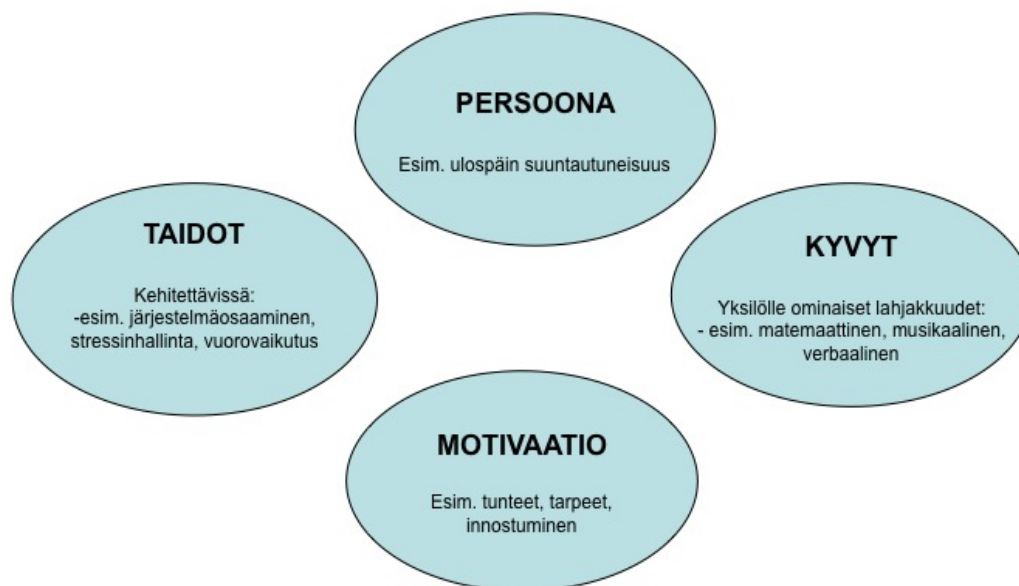 PERSOONA
Esim. ulospäin suuntautuneisuus
TAIDOT
Kehitettävissä:
-esim. järjestelmäosaaminen,
stressinhallinta, vuorovaikutus
KYVYT
Yksilölle ominaiset lahjakkuudet:
- esim. matemaattinen, musikaalinen,
verbaalinen
MOTIVAATIO
Esim. tunteet, tarpeet,
innostuminen